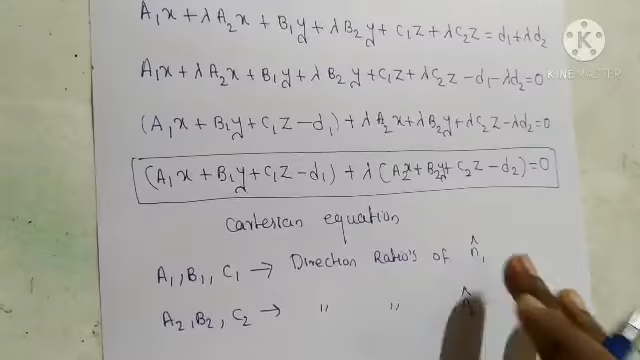 A₁x + λA₂x + B₁y + λB₂y + C₁z + λC₂z = d₁ + λd₂
A₁x + λA₂x + B₁y + λB₂y + C₁z + λC₂z - d₁ - λd₂ = 0
(A₁x + B₁y + C₁z - d₁) + λA₂x + λB₂y + λC₂z - λd₂ = 0
(A₁x + B₁y + C₁z - d₁) + λ(A₂x + B₂y + C₂z - d₂) = 0
Cartesian equation
A₁, B₁, C₁ → Direction Ratio's of n̂₁
A₂, B₂, C₂ → " " n̂₂
KINEMASTER